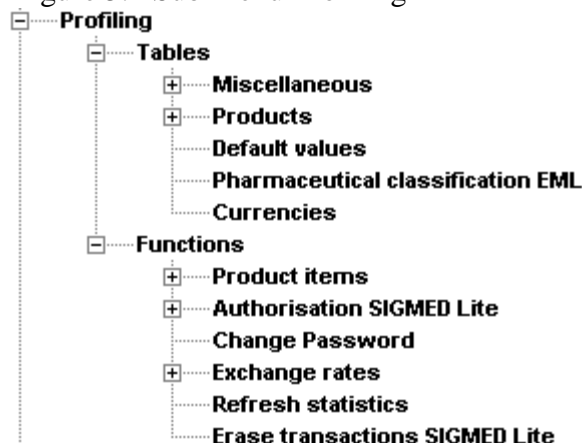 Profiling
Tables
Miscellaneous
Products
Default values
Pharmaceutical classification EML
Currencies
Functions
Product items
Authorisation SIGMED Lite
Change Password
Exchange rates
Refresh statistics
Erase transactions SIGMED Lite